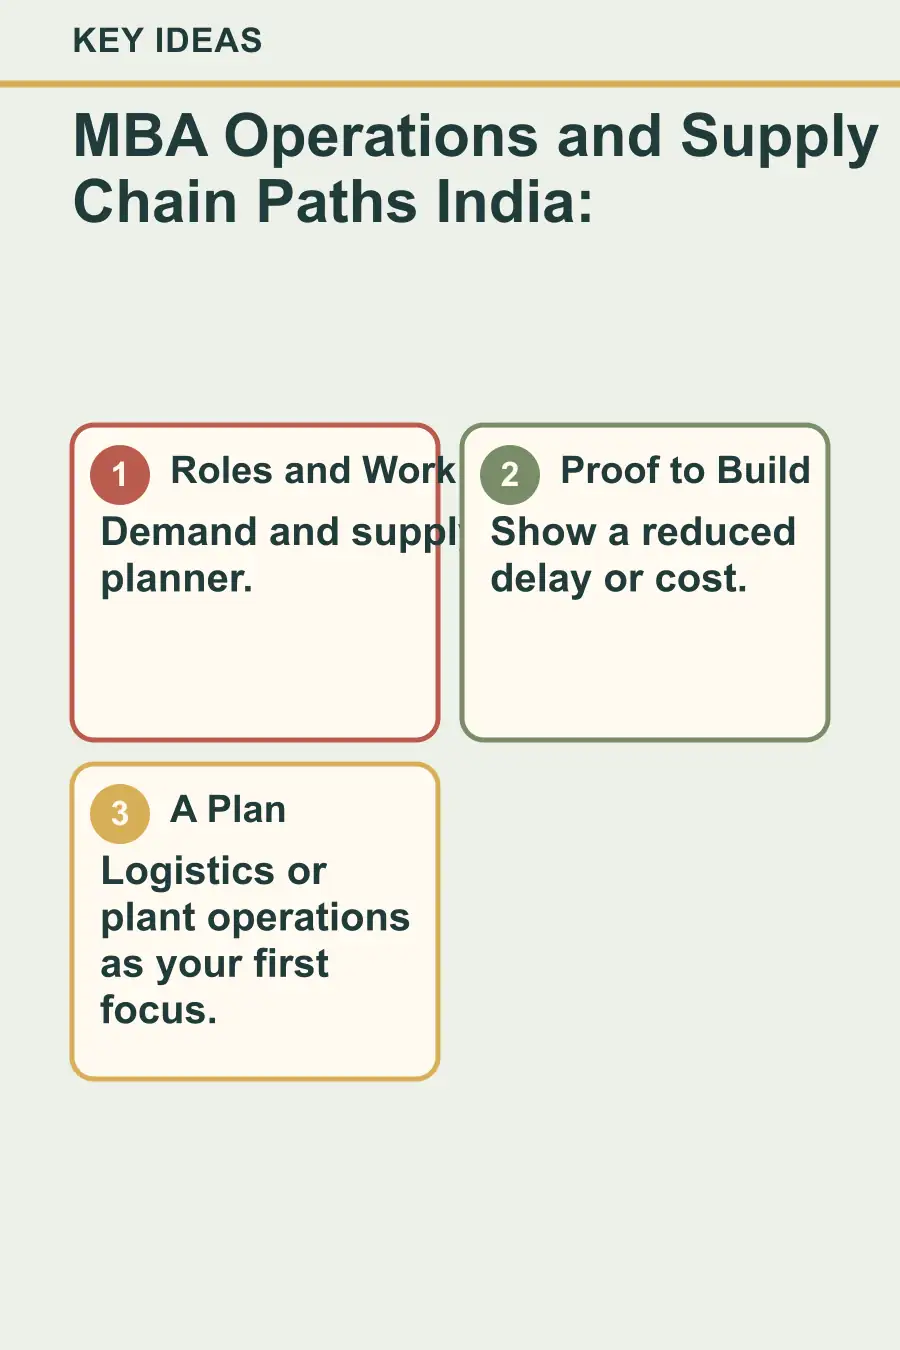 KEY IDEAS
MBA Operations and Supply
Chain Paths India:
1 Roles and Work
Demand and supply
planner.
2 Proof to Build
Show a reduced
delay or cost.
3 A Plan
Logistics or
plant operations
as your first
focus.